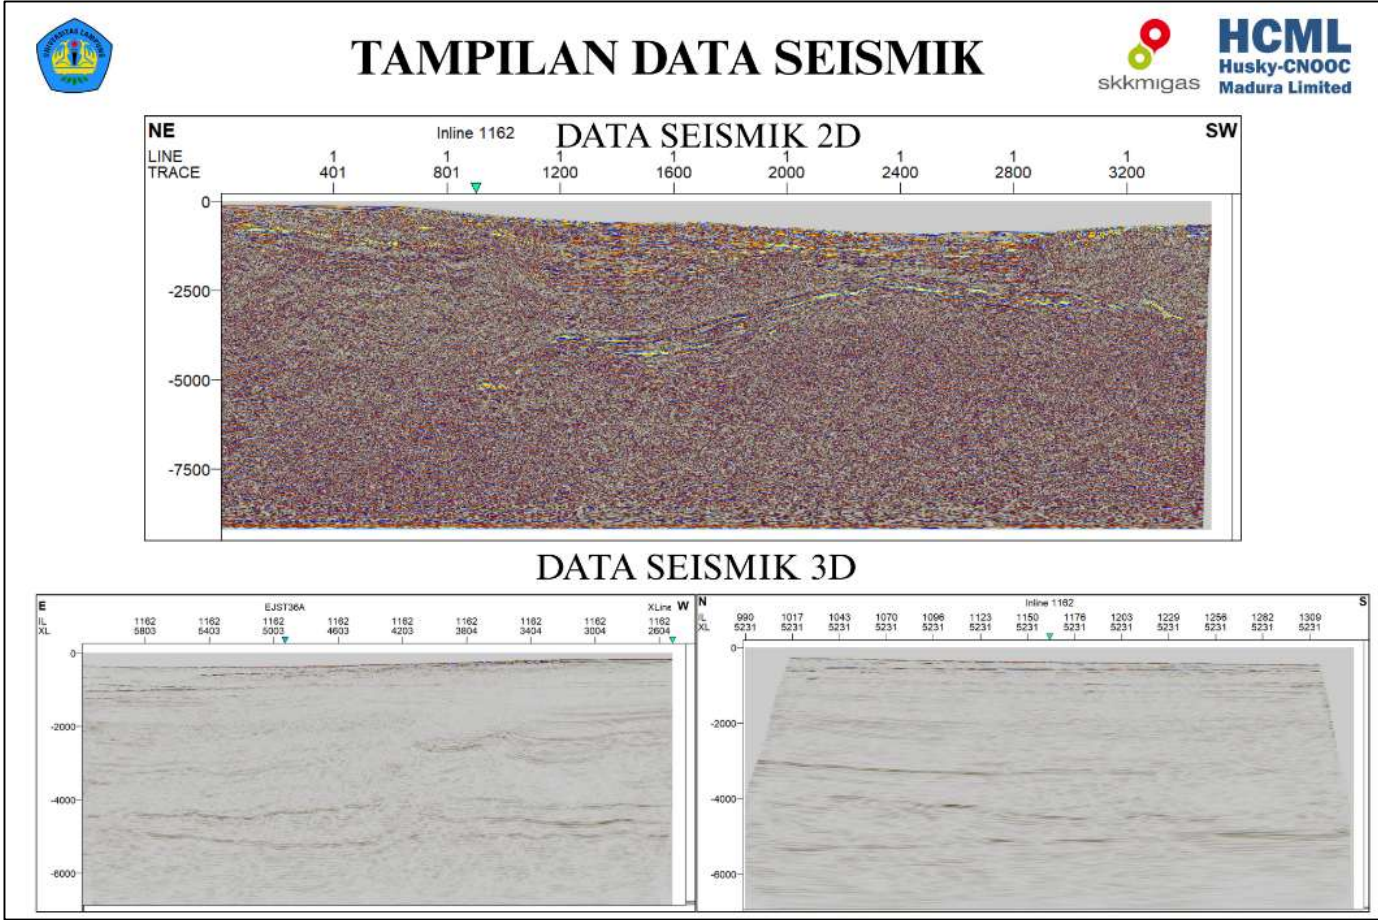 UNIVERSITAS LAMPUNG
TAMPILAN DATA SEISMIK
skkmigas
HCML
Husky-CNOOC
Madura Limited
NE Inline 1162 DATA SEISMIK 2D SW
LINE 1 1 1 1 1 1 1 1
TRACE 401 801 1200 1600 2000 2400 2800 3200
0
-2500
-5000
-7500
DATA SEISMIK 3D
E EJST36A XLine W
IL 1162 1162 1162 1162 1162 1162 1162 1162 1162
XL 5803 5403 5003 4603 4203 3804 3404 3004 2604
0
-2000
-4000
-6000
N Inline 1162 S
IL 990 1017 1043 1070 1096 1123 1150 1176 1203 1229 1256 1282 1309
XL 5231 5231 5231 5231 5231 5231 5231 5231 5231 5231 5231 5231 5231
0
-2000
-4000
-6000